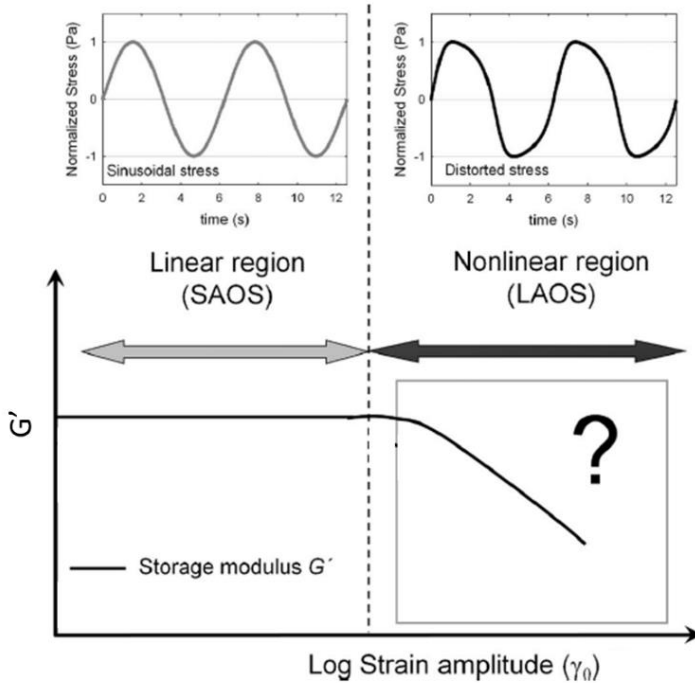 Normalized Stress (Pa)
1
0
-1
Sinusoidal stress
0 2 4 6 8 10 12
time (s)
Normalized Stress (Pa)
1
0
-1
Distorted stress
0 2 4 6 8 10 12
time (s)
Linear region
(SAOS)
Nonlinear region
(LAOS)
G′
?
Storage modulus G′
Log Strain amplitude (γ₀)